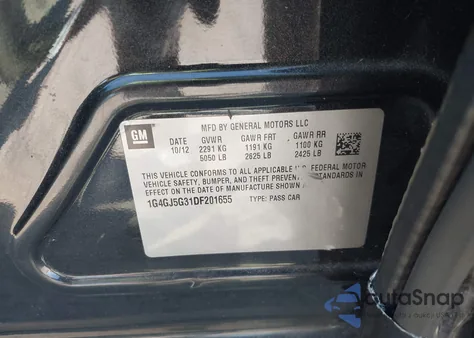 GM
MFD BY GENERAL MOTORS LLC
DATE GVWR GAWR FRT GAWR RR
10/12 2291 KG 1191 KG 1100 KG
5050 LB 2625 LB 2425 LB
THIS VEHICLE CONFORMS TO ALL APPLICABLE U.S. FEDERAL MOTOR
VEHICLE SAFETY, BUMPER, AND THEFT PREVENTION STANDARDS IN
EFFECT ON THE DATE OF MANUFACTURE SHOWN ABOVE.
1G4GJ5G31DF201655 TYPE: PASS CAR
AutoSnap